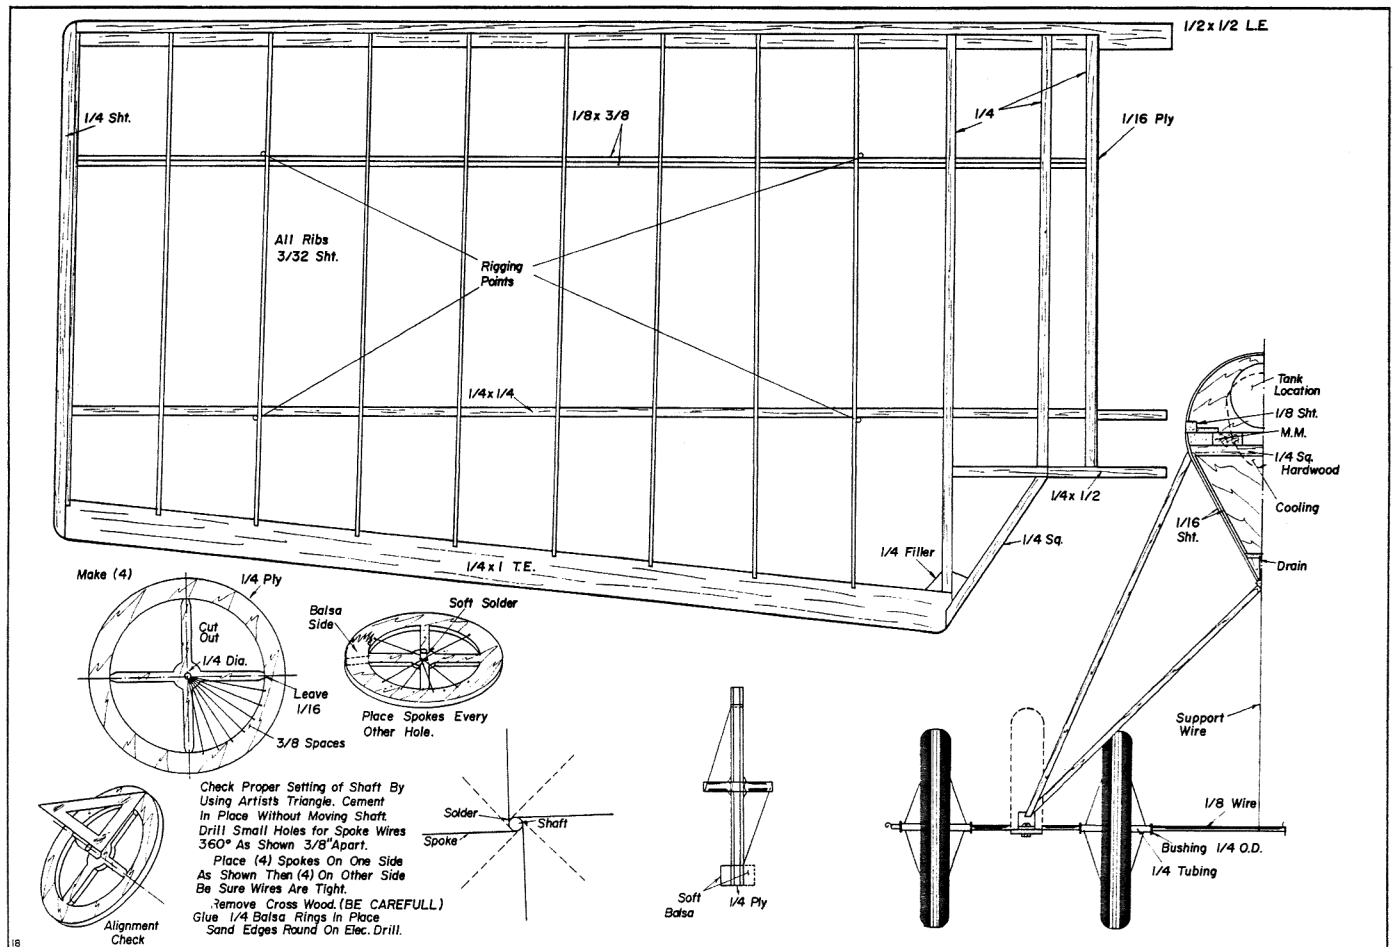 1/2 x 1/2 L.E.
1/4 Sht.
1/8 x 3/8
1/4
1/16 Ply
All Ribs
3/32 Sht.
Rigging
Points
1/4 x 1/4
1/4 x 1/2
1/4 Filler
1/4 Sq.
1/4 x 1 T.E.
Tank
Location
1/8 Sht.
M.M.
1/4 Sq.
Hardwood
Cooling
1/16
Sht.
Drain
Support
Wire
1/8 Wire
Bushing 1/4 O.D.
1/4 Tubing
Make (4)
1/4 Ply
Cut
Out
1/4 Dia.
Leave
1/16
3/8 Spaces
Balsa
Side
Soft Solder
Place Spokes Every
Other Hole.
Check Proper Setting of Shaft By
Using Artist's Triangle. Cement
In Place Without Moving Shaft.
Drill Small Holes for Spoke Wires
360° As Shown 3/8" Apart.
Place (4) Spokes On One Side
As Shown Then (4) On Other Side
Be Sure Wires Are Tight.
Remove Cross Wood. (BE CAREFULL)
Glue 1/4 Balsa Rings In Place
Sand Edges Round On Elec. Drill.
Alignment
Check
Solder
Shaft
Spoke
Soft
Balsa
1/4 Ply
18